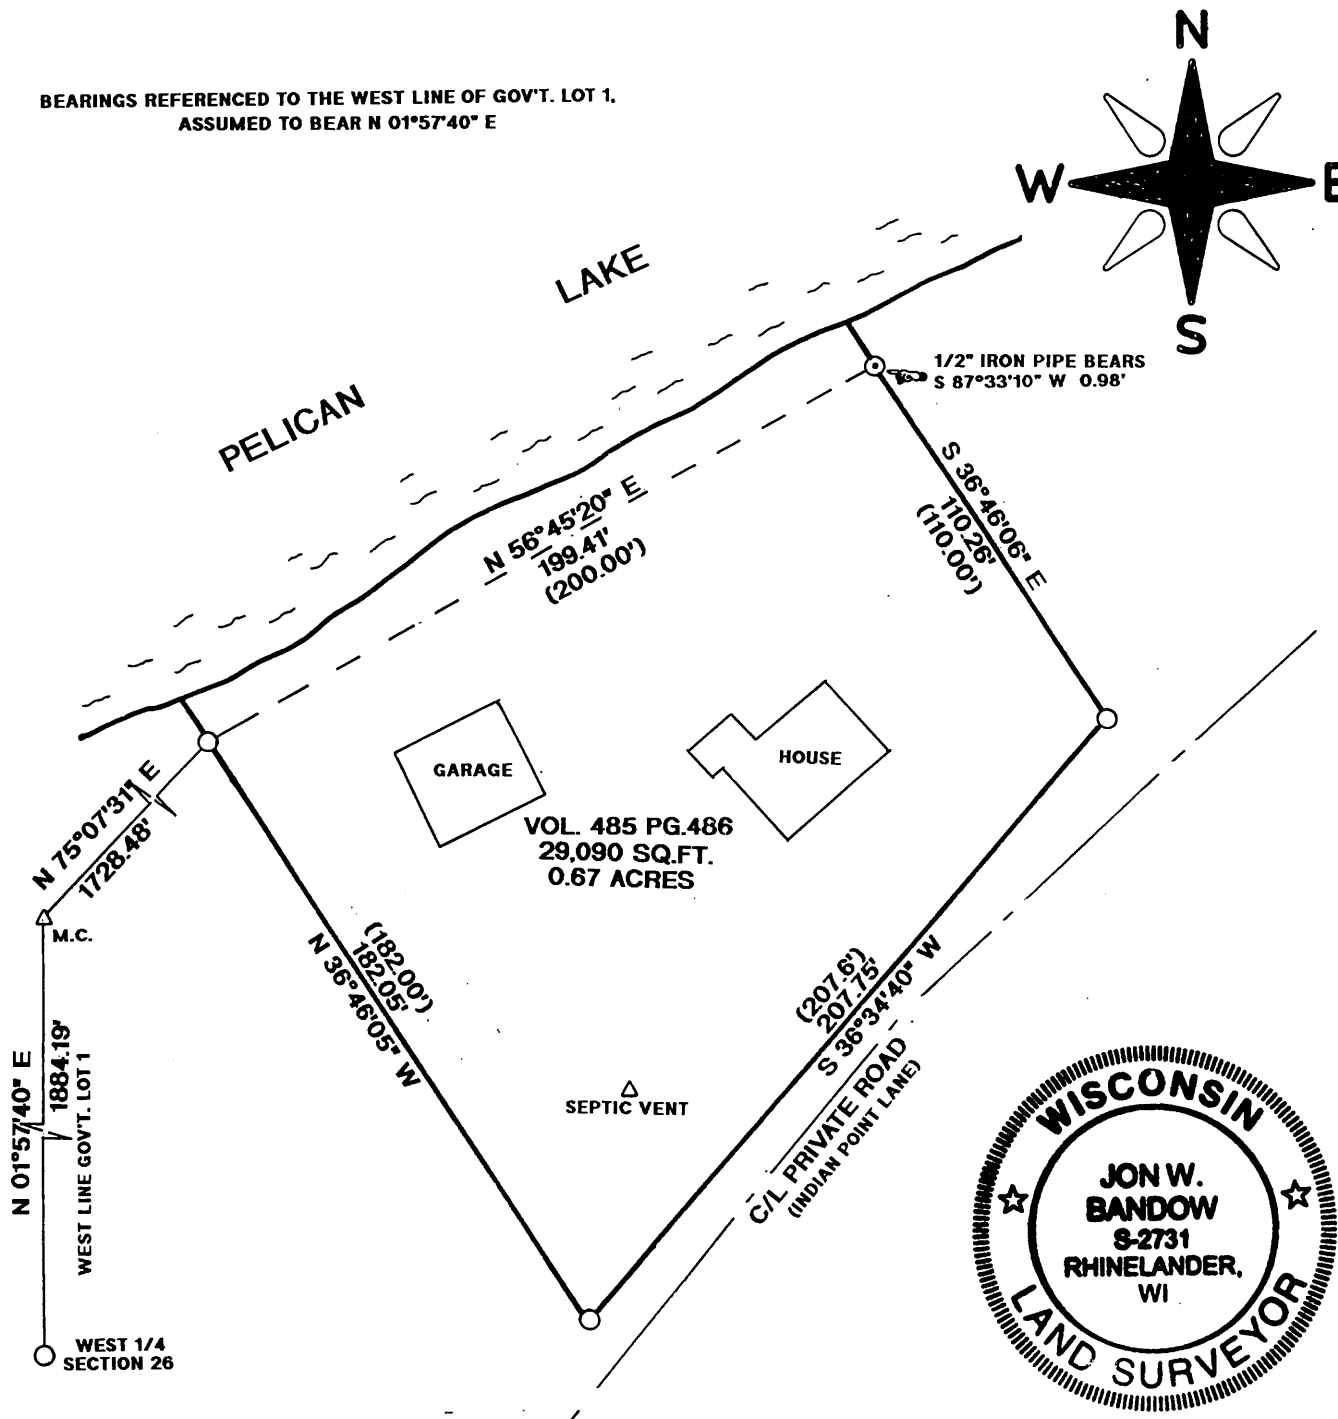 N
BEARINGS REFERENCED TO THE WEST LINE OF GOV'T. LOT 1,
ASSUMED TO BEAR N 01°57'40" E
W
E
S
PELICAN LAKE
1/2" IRON PIPE BEARS
S 87°33'10" W 0.98'
N 56°45'20" E
199.41'
(200.00')
S 36°46'06" E
110.26'
(110.00')
GARAGE
HOUSE
VOL. 485 PG.486
29,090 SQ.FT.
0.67 ACRES
N 75°07'31" E
1728.48'
M.C.
(182.00')
182.05'
N 36°46'05" W
(207.6')
207.75'
S 36°34'40" W
C/L PRIVATE ROAD
(INDIAN POINT LANE)
SEPTIC VENT
N 01°57'40" E
1884.19'
WEST LINE GOV'T. LOT 1
WEST 1/4
SECTION 26
WISCONSIN
JON W.
BANDOW
S-2731
RHINELANDER,
WI
LAND SURVEYOR